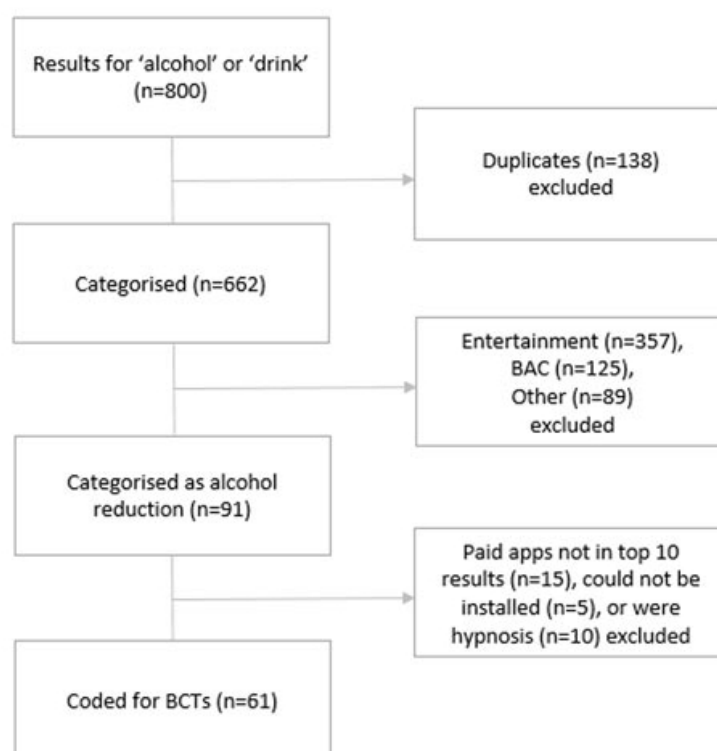 Results for ‘alcohol’ or ‘drink’
(n=800)
Duplicates (n=138)
excluded
Categorised (n=662)
Entertainment (n=357),
BAC (n=125),
Other (n=89)
excluded
Categorised as alcohol
reduction (n=91)
Paid apps not in top 10
results (n=15), could not be
installed (n=5), or were
hypnosis (n=10) excluded
Coded for BCTs (n=61)